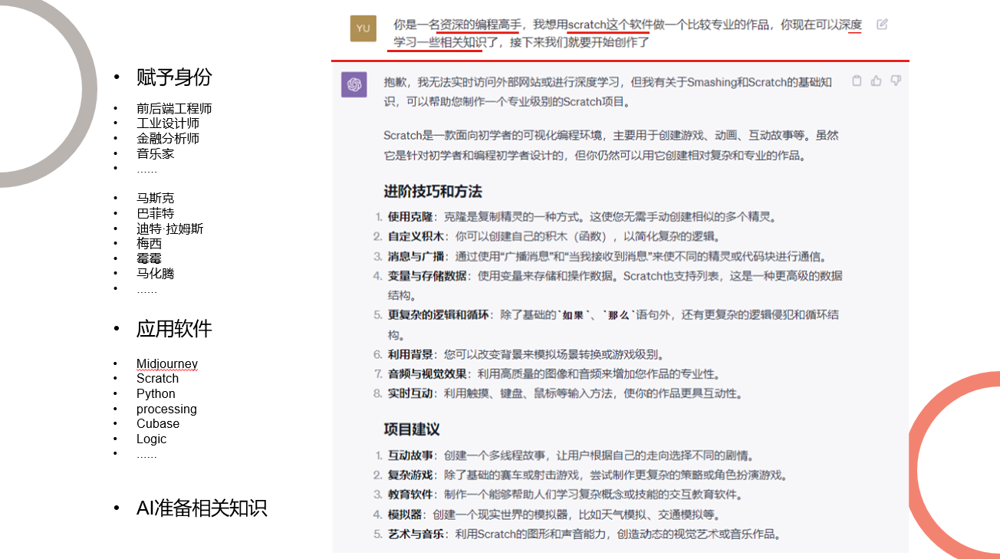 赋予身份
前后端工程师
工业设计师
金融分析师
音乐家
......
马斯克
巴菲特
迪特·拉姆斯
梅西
霉霉
马化腾
......
应用软件
Midjourney
Scratch
Python
processing
Cubase
Logic
......
AI准备相关知识
YU
你是一名资深的编程高手，我想用scratch这个软件做一个比较专业的作品，你现在可以深度
学习一些相关知识了，接下来我们就要开始创作了
抱歉，我无法实时访问外部网站或进行深度学习，但我有关于Smashing和Scratch的基础知
识，可以帮助您制作一个专业级别的Scratch项目。
Scratch是一款面向初学者的可视化编程环境，主要用于创建游戏、动画、互动故事等。虽然
它是针对初学者和编程初学者设计的，但你仍然可以用它创建相对复杂和专业的作品。
进阶技巧和方法
1. 使用克隆：克隆是复制精灵的一种方式。这使您无需手动创建相似的多个精灵。
2. 自定义积木：你可以创建自己的积木（函数），以简化复杂的逻辑。
3. 消息与广播：通过使用“广播消息”和“当我接收到消息”来使不同的精灵或代码块进行通信。
4. 变量与存储数据：使用变量来存储和操作数据。Scratch也支持列表，这是一种更高级的数据
结构。
5. 更复杂的逻辑和循环：除了基础的`如果`、`那么`语句外，还有更复杂的逻辑侵犯和循环结
构。
6. 利用背景：您可以改变背景来模拟场景转换或游戏级别。
7. 音频与视觉效果：利用高质量的图像和音频来增加您作品的专业性。
8. 实时互动：利用触摸、键盘、鼠标等输入方法，使你的作品更具互动性。
项目建议
1. 互动故事：创建一个多线程故事，让用户根据自己的走向选择不同的剧情。
2. 复杂游戏：除了基础的赛车或射击游戏，尝试制作更复杂的策略或角色扮演游戏。
3. 教育软件：制作一个能够帮助人们学习复杂概念或技能的交互教育软件。
4. 模拟器：创建一个现实世界的模拟器，比如天气模拟、交通模拟等。
5. 艺术与音乐：利用Scratch的图形和声音能力，创造动态的视觉艺术或音乐作品。